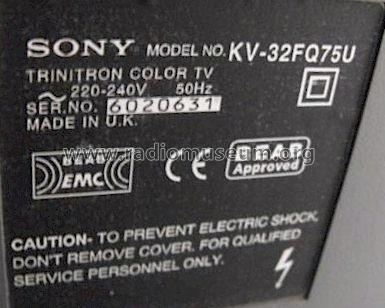 SONY MODEL NO. KV-32FQ75U
TRINITRON COLOR TV
~ 220-240V 50Hz
SER.NO. 6020631
MADE IN U.K.
www.radiomuseum.org
EMC
CE
BEAB
Approved
CAUTION- TO PREVENT ELECTRIC SHOCK,
DON'T REMOVE COVER. FOR QUALIFIED
SERVICE PERSONNEL ONLY.